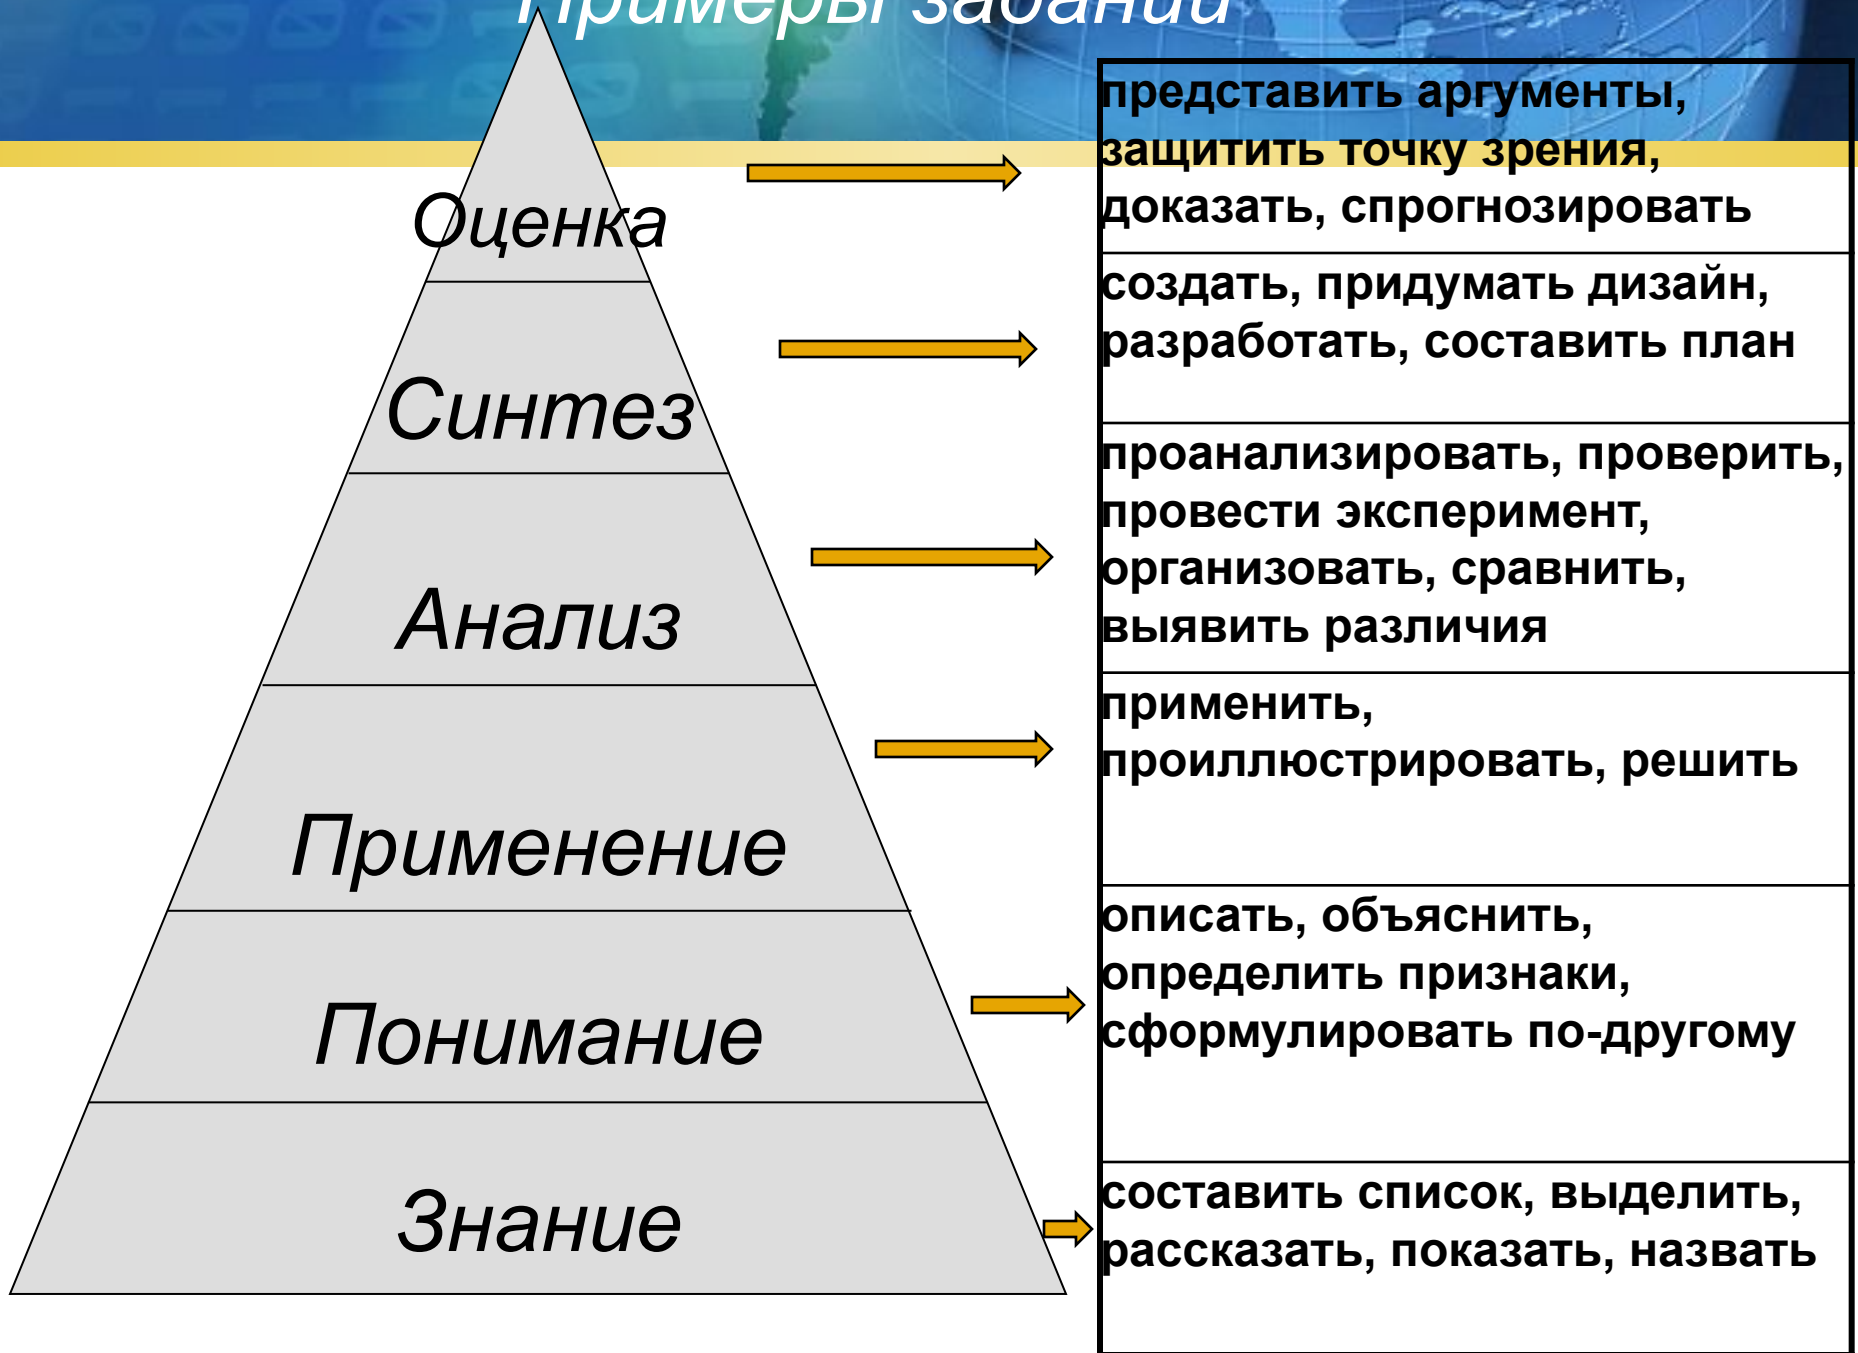 Примеры заданий
Оценка
Синтез
Анализ
Применение
Понимание
Знание
представить аргументы,
защитить точку зрения,
доказать, спрогнозировать
создать, придумать дизайн,
разработать, составить план
проанализировать, проверить,
провести эксперимент,
организовать, сравнить,
выявить различия
применить,
проиллюстрировать, решить
описать, объяснить,
определить признаки,
сформулировать по-другому
составить список, выделить,
рассказать, показать, назвать